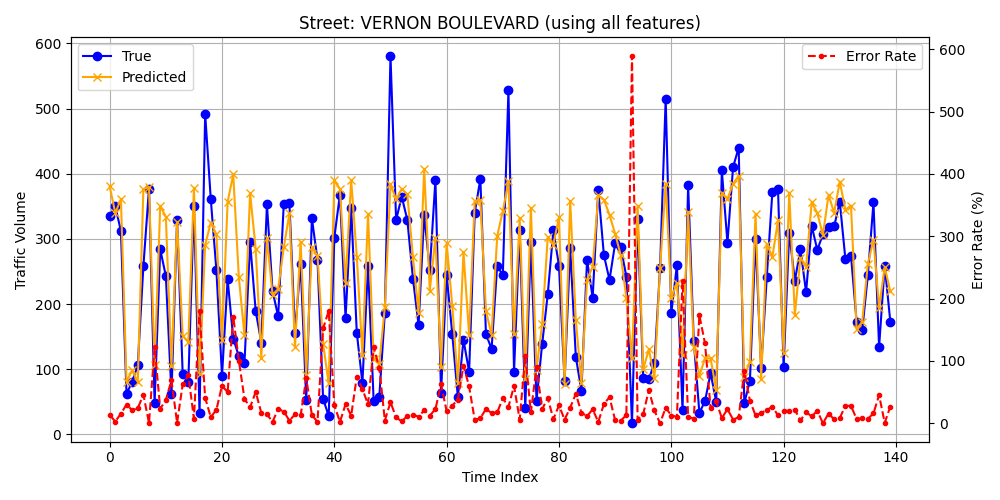 Street: VERNON BOULEVARD (using all features)
True
Predicted
Error Rate
600
500
400
300
200
100
0
Traffic Volume
600
500
400
300
200
100
0
Error Rate (%)
0 20 40 60 80 100 120 140
Time Index